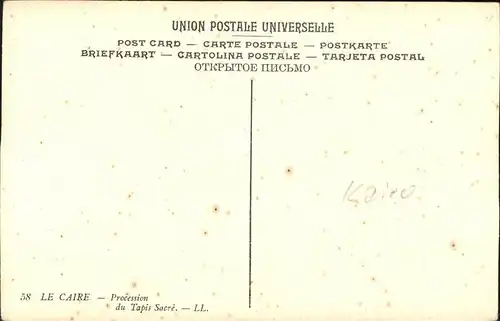 UNION POSTALE UNIVERSELLE
POST CARD — CARTE POSTALE — POSTKARTE
BRIEFKAART — CARTOLINA POSTALE — TARJETA POSTAL
ОТКРЫТОЕ ПИСЬМО
Kairo
58 LE CAIRE. — Procession
du Tapis Sacré. — LL.